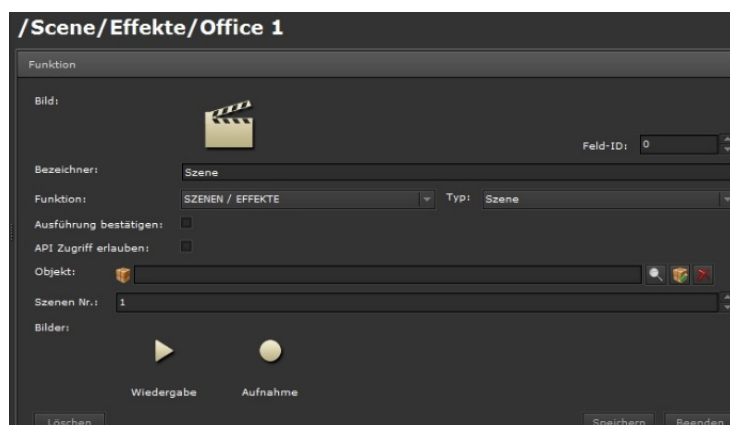 /Scene/Effekte/Office 1
Funktion
Bild:
Feld-ID: 0
Bezeichner: Szene
Funktion: SZENEN / EFFEKTE Typ: Szene
Ausführung bestätigen:
API Zugriff erlauben:
Objekt:
Szenen Nr.: 1
Bilder:
Wiedergabe Aufnahme
Löschen Speichern Beenden